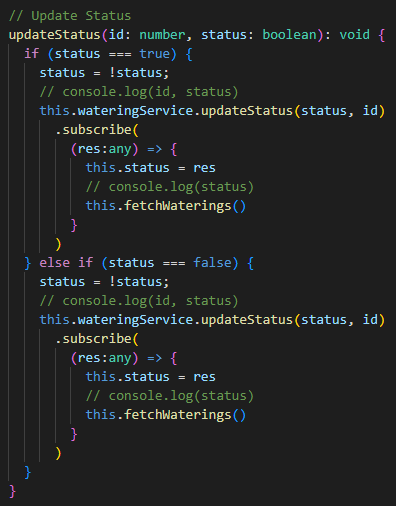 // Update Status
updateStatus(id: number, status: boolean): void {
  if (status === true) {
    status = !status;
    // console.log(id, status)
    this.wateringService.updateStatus(status, id)
      .subscribe(
        (res:any) => {
          this.status = res
          // console.log(status)
          this.fetchWaterings()
        }
      )
  } else if (status === false) {
    status = !status;
    // console.log(id, status)
    this.wateringService.updateStatus(status, id)
      .subscribe(
        (res:any) => {
          this.status = res
          // console.log(status)
          this.fetchWaterings()
        }
      )
  }
}